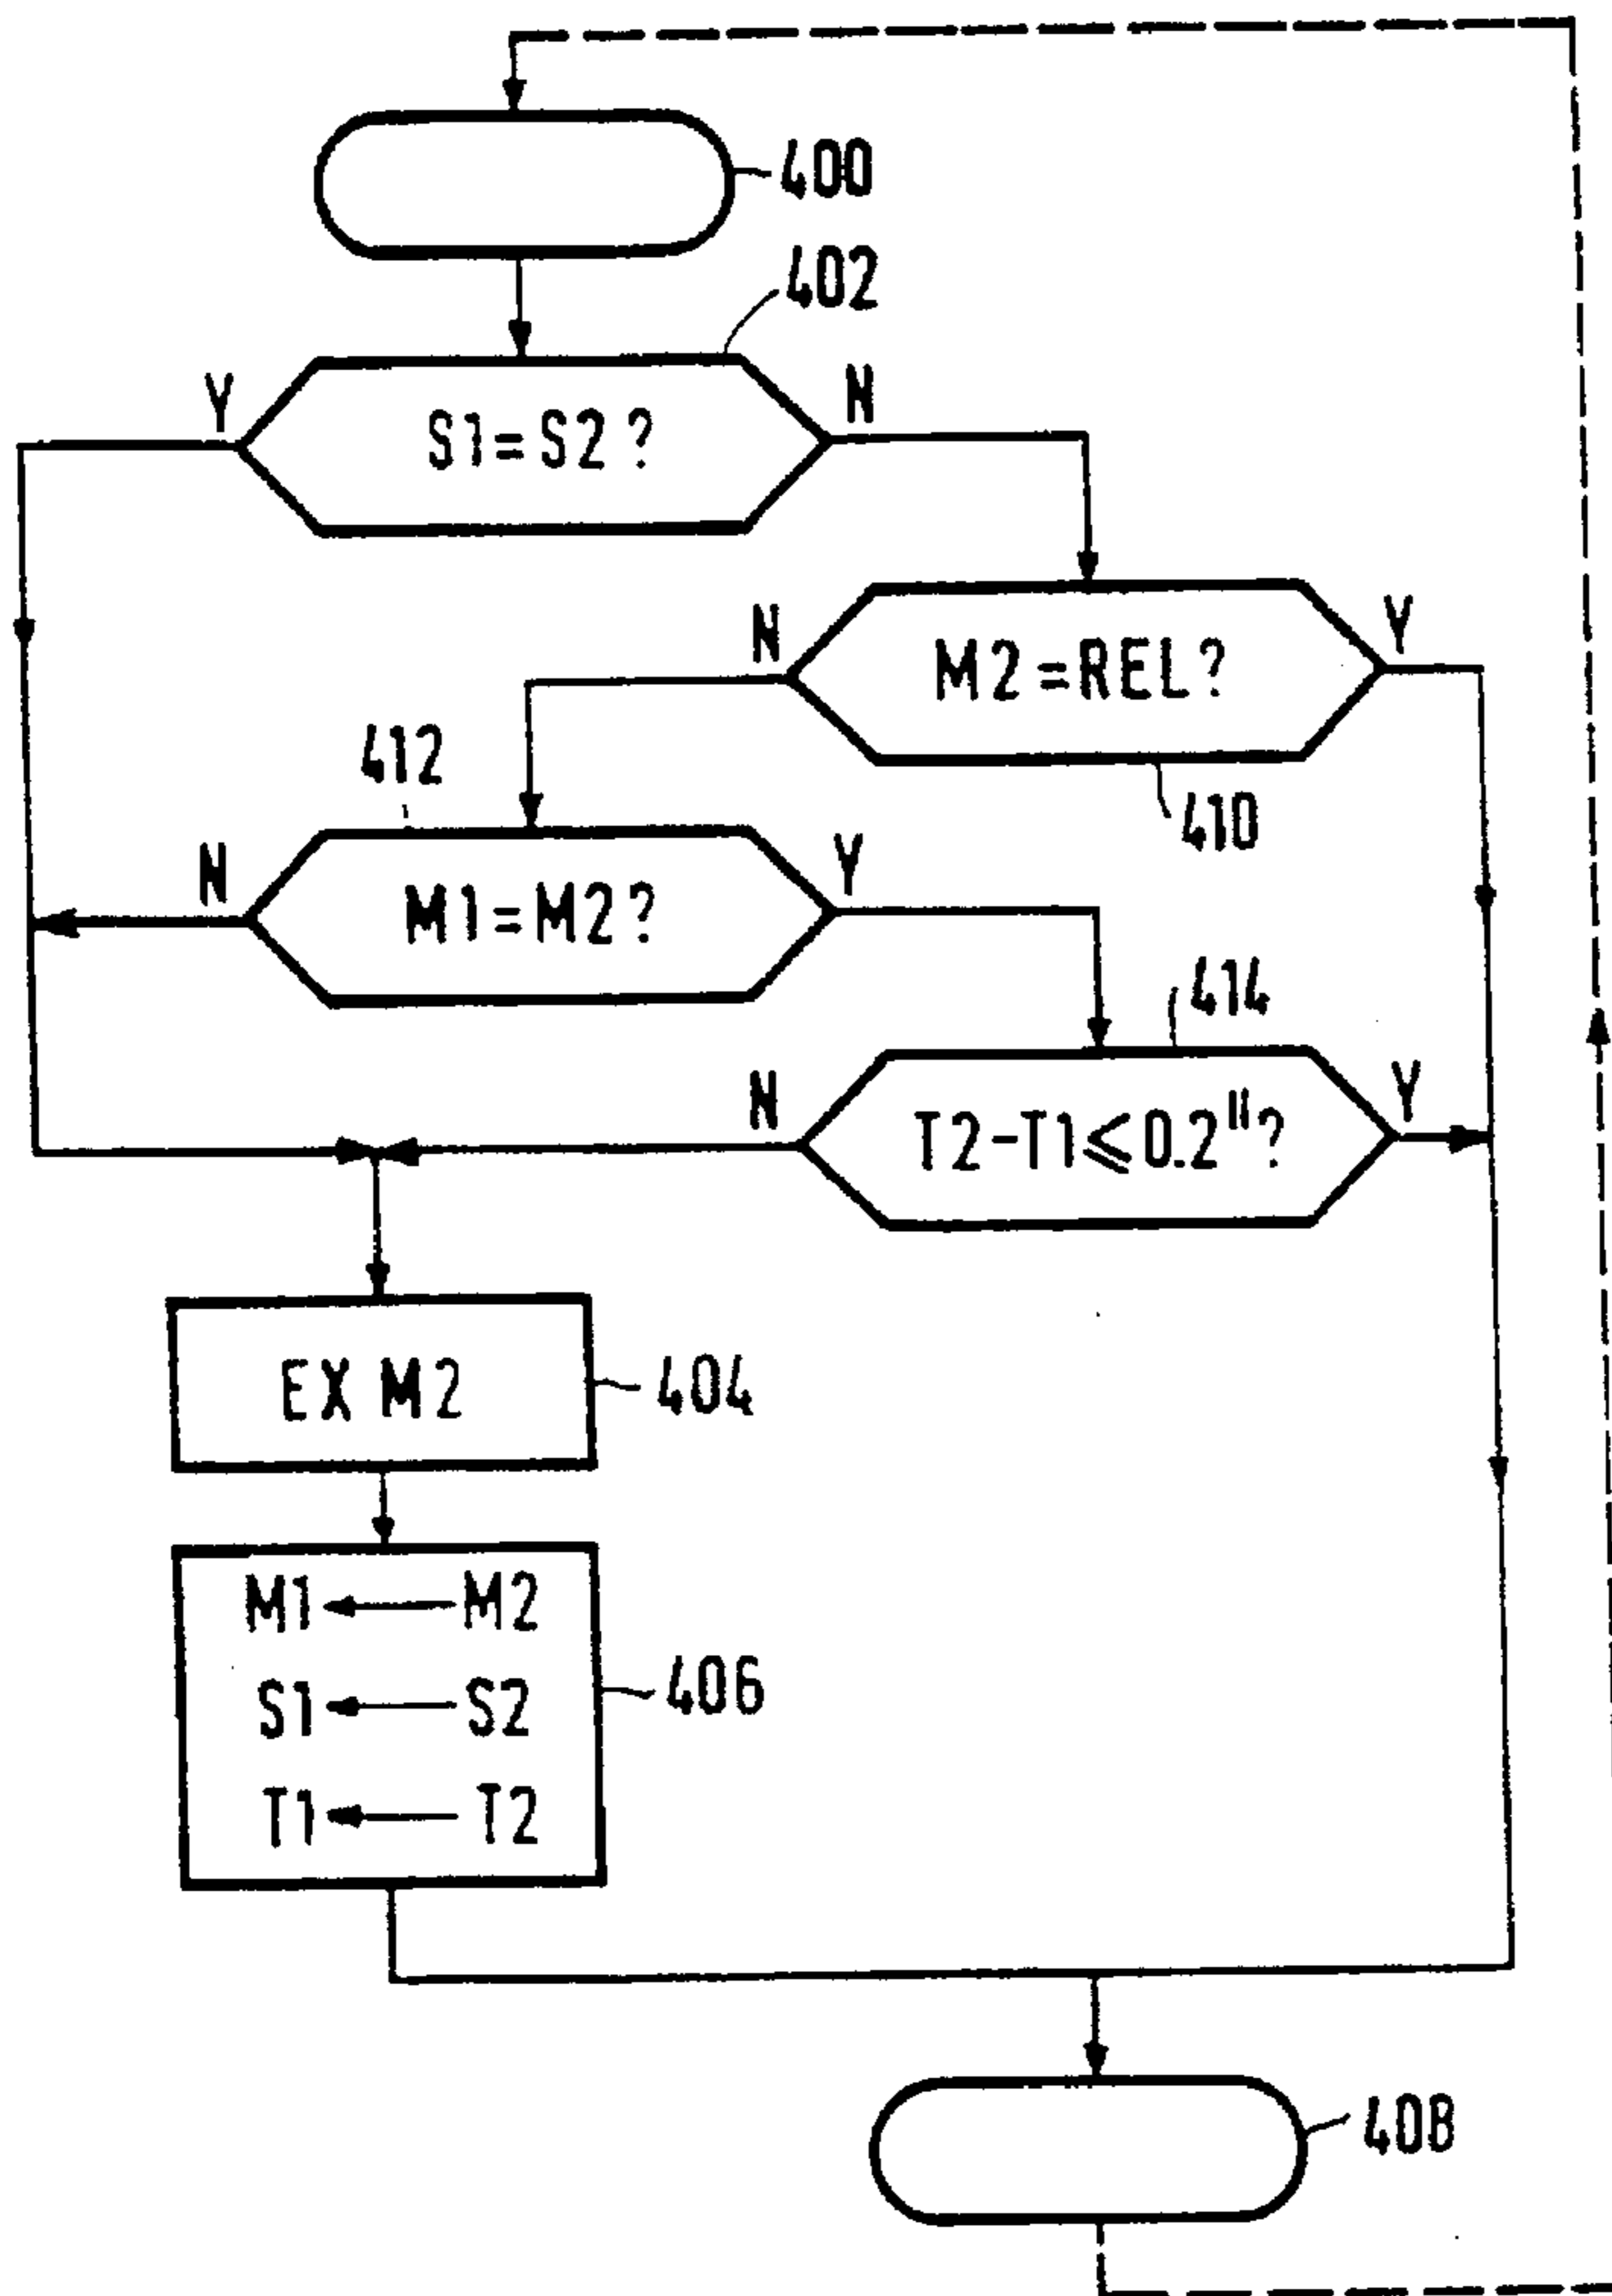 400
402
Y
N
S1=S2?
N
Y
M2=REL?
412
410
N
Y
M1=M2?
414
N
Y
T2-T1⩽0.2"?
EX M2
404
M1 ← M2
S1 ← S2
406
T1 ← T2
408